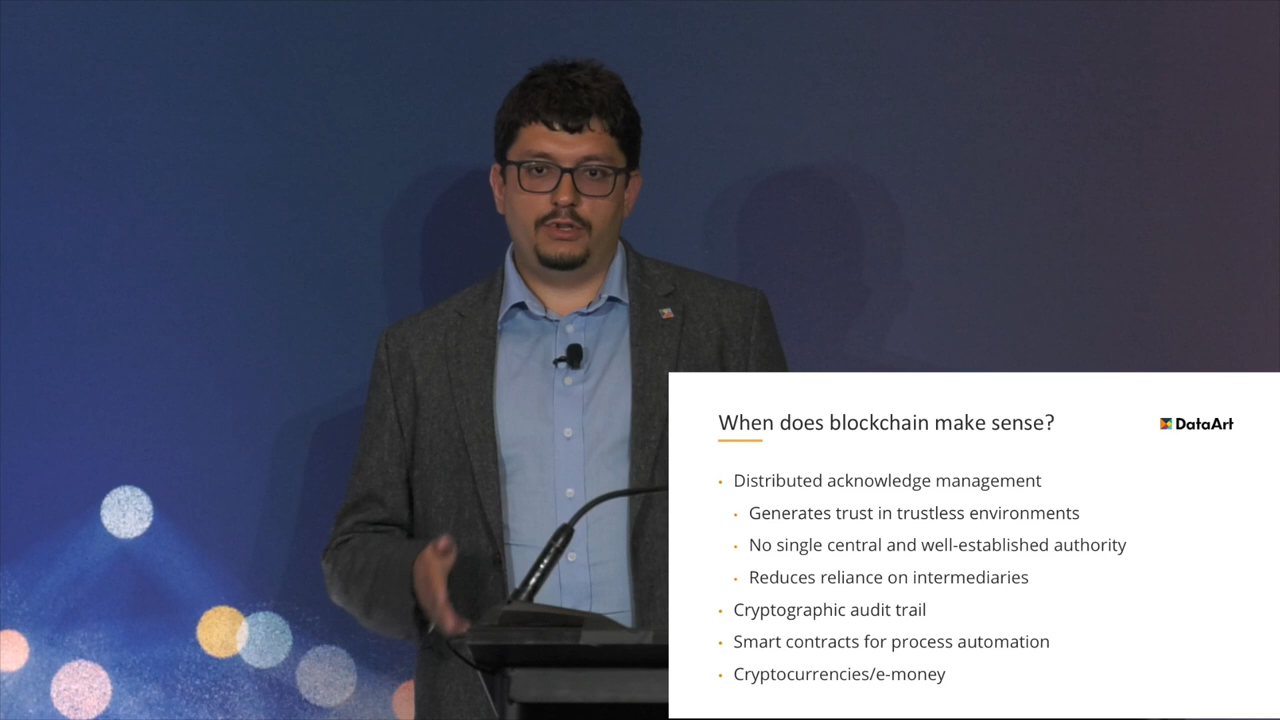 When does blockchain make sense?
DataArt
Distributed acknowledge management
Generates trust in trustless environments
No single central and well-established authority
Reduces reliance on intermediaries
Cryptographic audit trail
Smart contracts for process automation
Cryptocurrencies/e-money